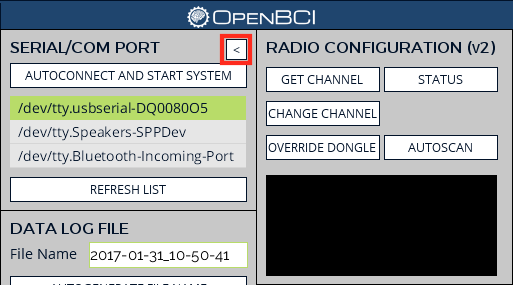 OPENBCI
SERIAL/COM PORT
<
AUTOCONNECT AND START SYSTEM
/dev/tty.usbserial-DQ0080O5
/dev/tty.Speakers-SPPDev
/dev/tty.Bluetooth-Incoming-Port
REFRESH LIST
DATA LOG FILE
File Name 2017-01-31_10-50-41
RADIO CONFIGURATION (v2)
GET CHANNEL
STATUS
CHANGE CHANNEL
OVERRIDE DONGLE
AUTOSCAN